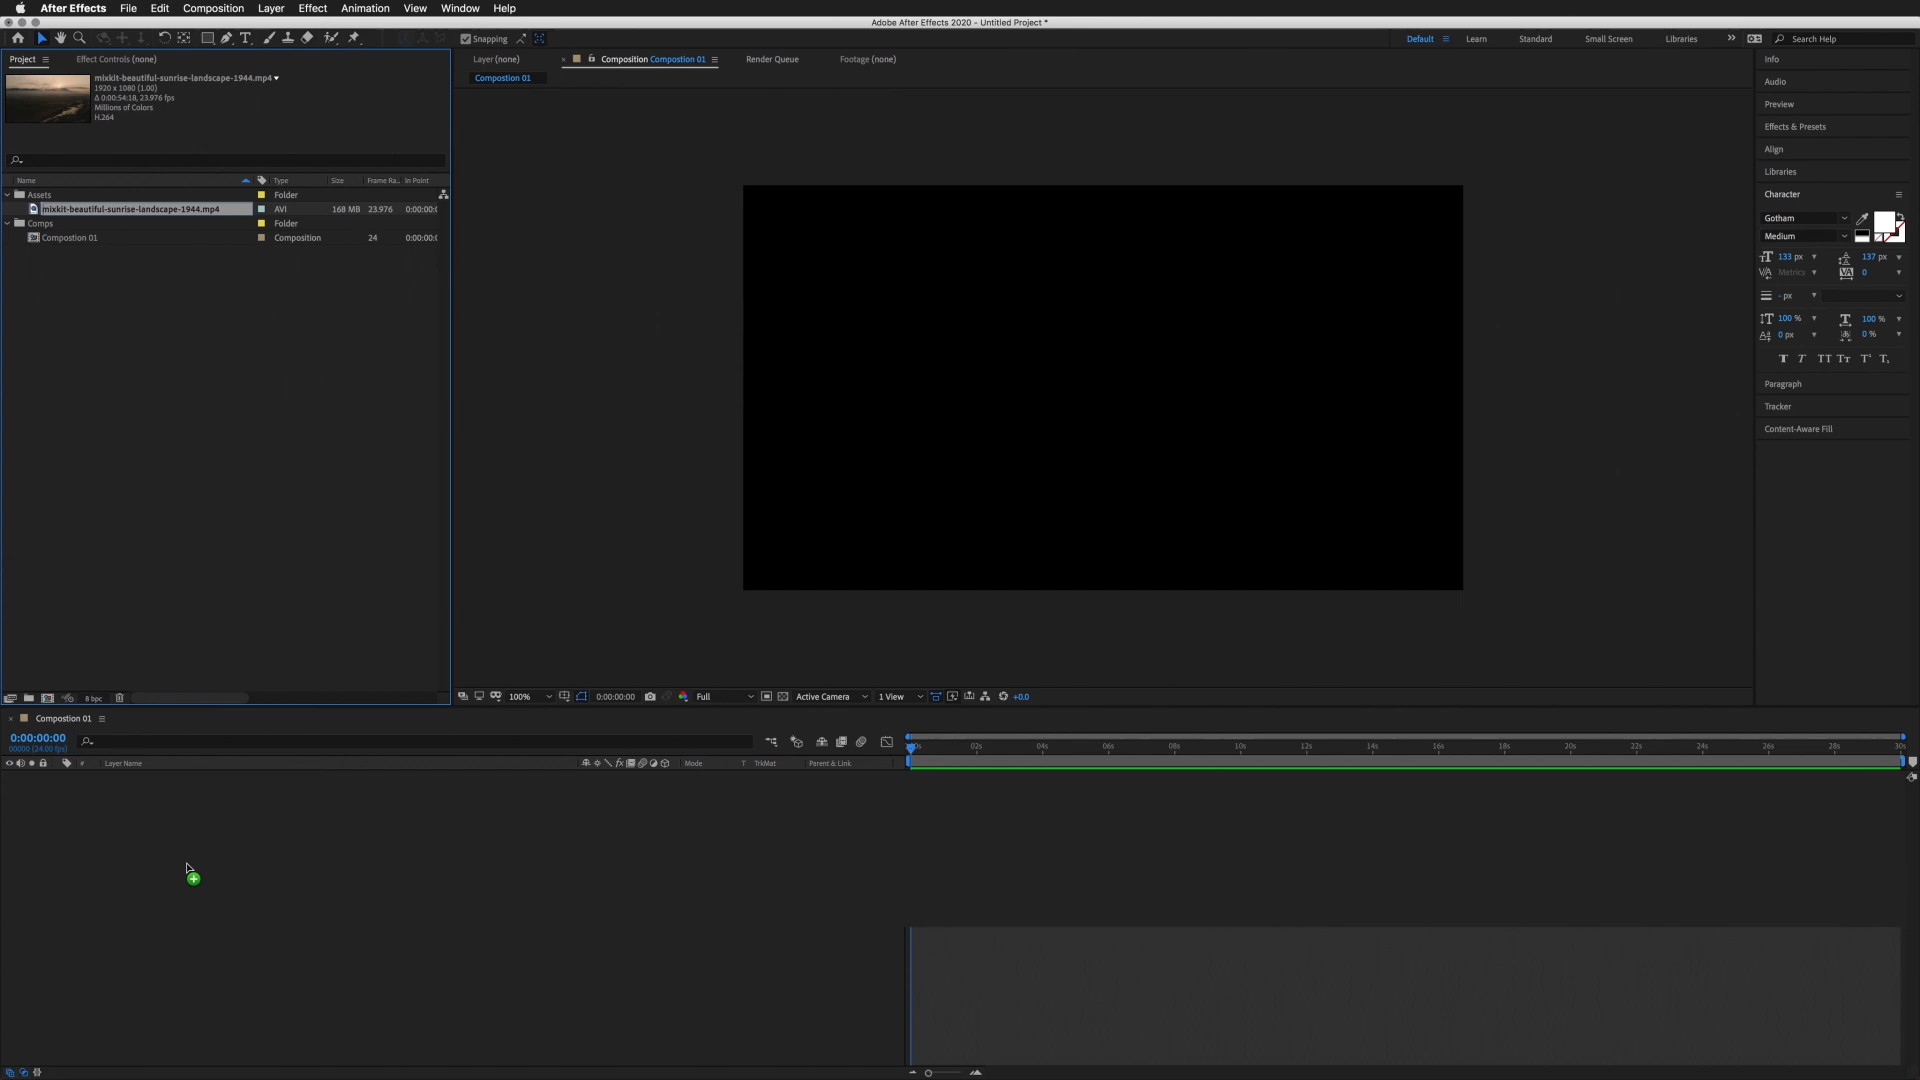 After Effects File Edit Composition Layer Effect Animation View Window Help
Adobe After Effects 2020 - Untitled Project *
Snapping
Default Learn Standard Small Screen Libraries Search Help
Project Effect Controls (none)
mixkit-beautiful-sunrise-landscape-1944.mp4
1920 x 1080 (1.00)
Δ 0:00:54:18, 23.976 fps
Millions of Colors
H.264
Name Type Size Frame Ra... In Point
Assets Folder
mixkit-beautiful-sunrise-landscape-1944.mp4 AVI 168 MB 23.976 0:00:00:
Comps Folder
Compostion 01 Composition 24 0:00:00:
8 bpc
Layer (none) Composition Compostion 01 Render Queue Footage (none)
Compostion 01
100% 0:00:00:00 Full Active Camera 1 View +0.0
Info
Audio
Preview
Effects & Presets
Align
Libraries
Character
Gotham
Medium
133 px 137 px
Metrics 0
- px
100 % 100 %
0 px 0 %
Paragraph
Tracker
Content-Aware Fill
Compostion 01
0:00:00:00
00000 (24.00 fps)
# Layer Name Mode T TrkMat Parent & Link
02s 04s 06s 08s 10s 12s 14s 16s 18s 20s 22s 24s 26s 28s 30s